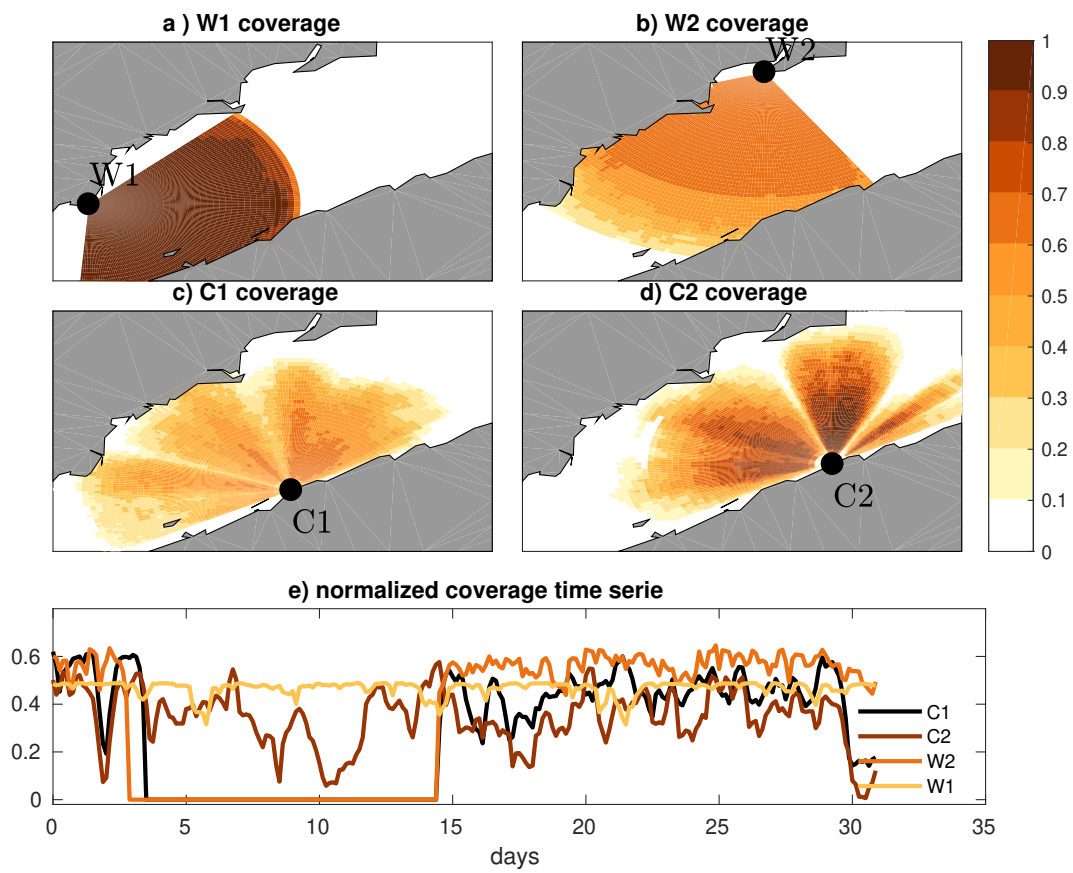 a ) W1 coverage
b) W2 coverage
W1
W2
1
0.9
0.8
0.7
0.6
0.5
0.4
0.3
0.2
0.1
0
c) C1 coverage
d) C2 coverage
C1
C2
e) normalized coverage time serie
0.6
0.4
0.2
0
C1
C2
W2
W1
0 5 10 15 20 25 30 35
days